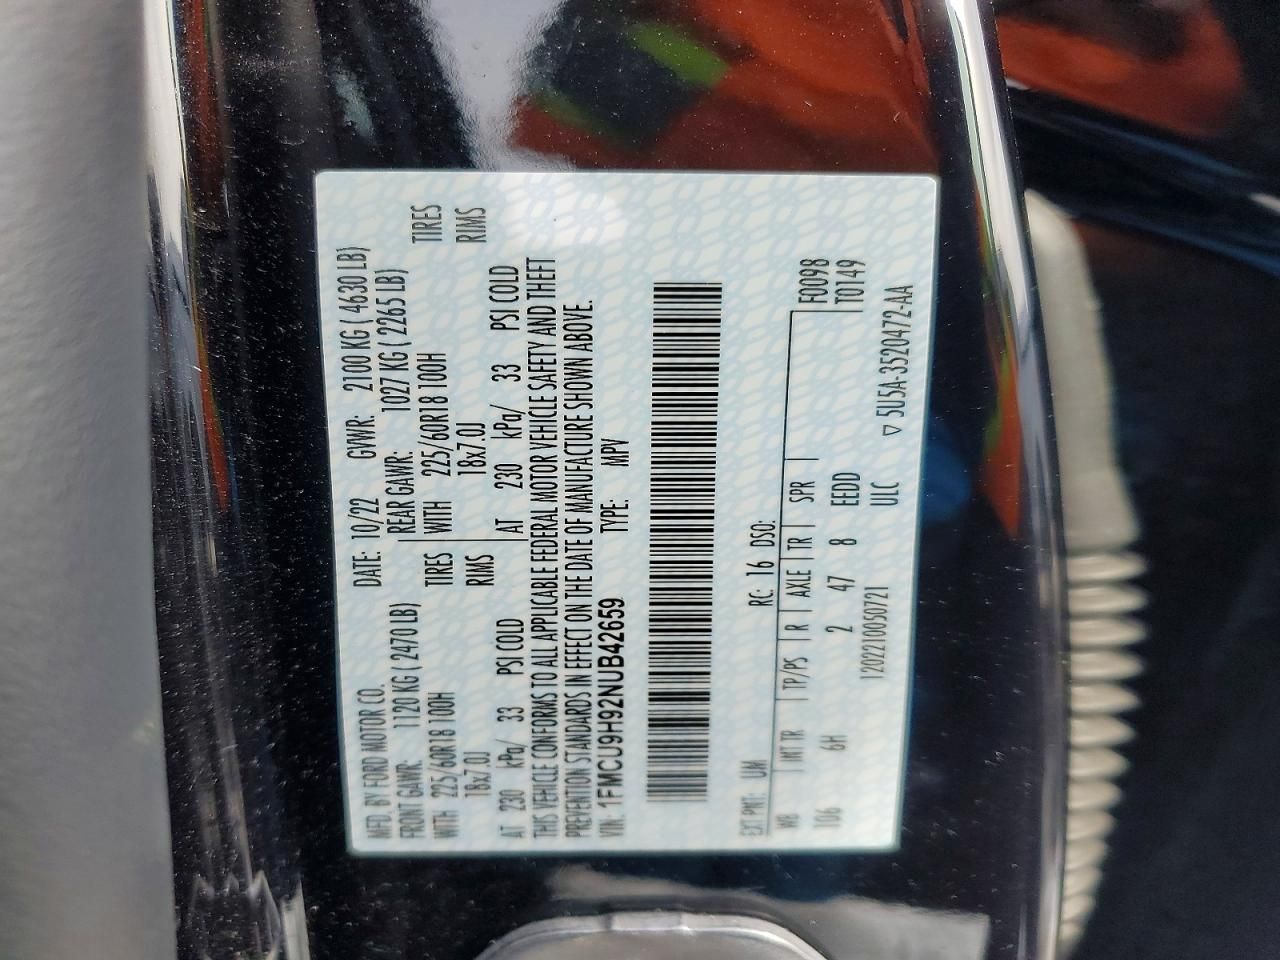 MFD. BY FORD MOTOR CO. DATE: 10/22 GVWR: 2100 KG ( 4630 LB)
FRONT GAWR: 1120 KG ( 2470 LB) REAR GAWR: 1027 KG ( 2265 LB)
WITH 225/60R18 100H TIRES WITH 225/60R18 100H TIRES
18x7.0J RIMS 18x7.0J RIMS
AT 230 kPa/ 33 PSI COLD AT 230 kPa/ 33 PSI COLD
THIS VEHICLE CONFORMS TO ALL APPLICABLE FEDERAL MOTOR VEHICLE SAFETY AND THEFT
PREVENTION STANDARDS IN EFFECT ON THE DATE OF MANUFACTURE SHOWN ABOVE.
VIN: 1FMCU9H92NUB42659 TYPE: MPV
EXT PNT: UM RC: 16 DSO:
WB INT TR TP/PS R AXLE TR SPR F0098
106 6H 2 47 8 EEDD T0149
ULC
1202210050721 ▽ 5U5A-3520472-AA